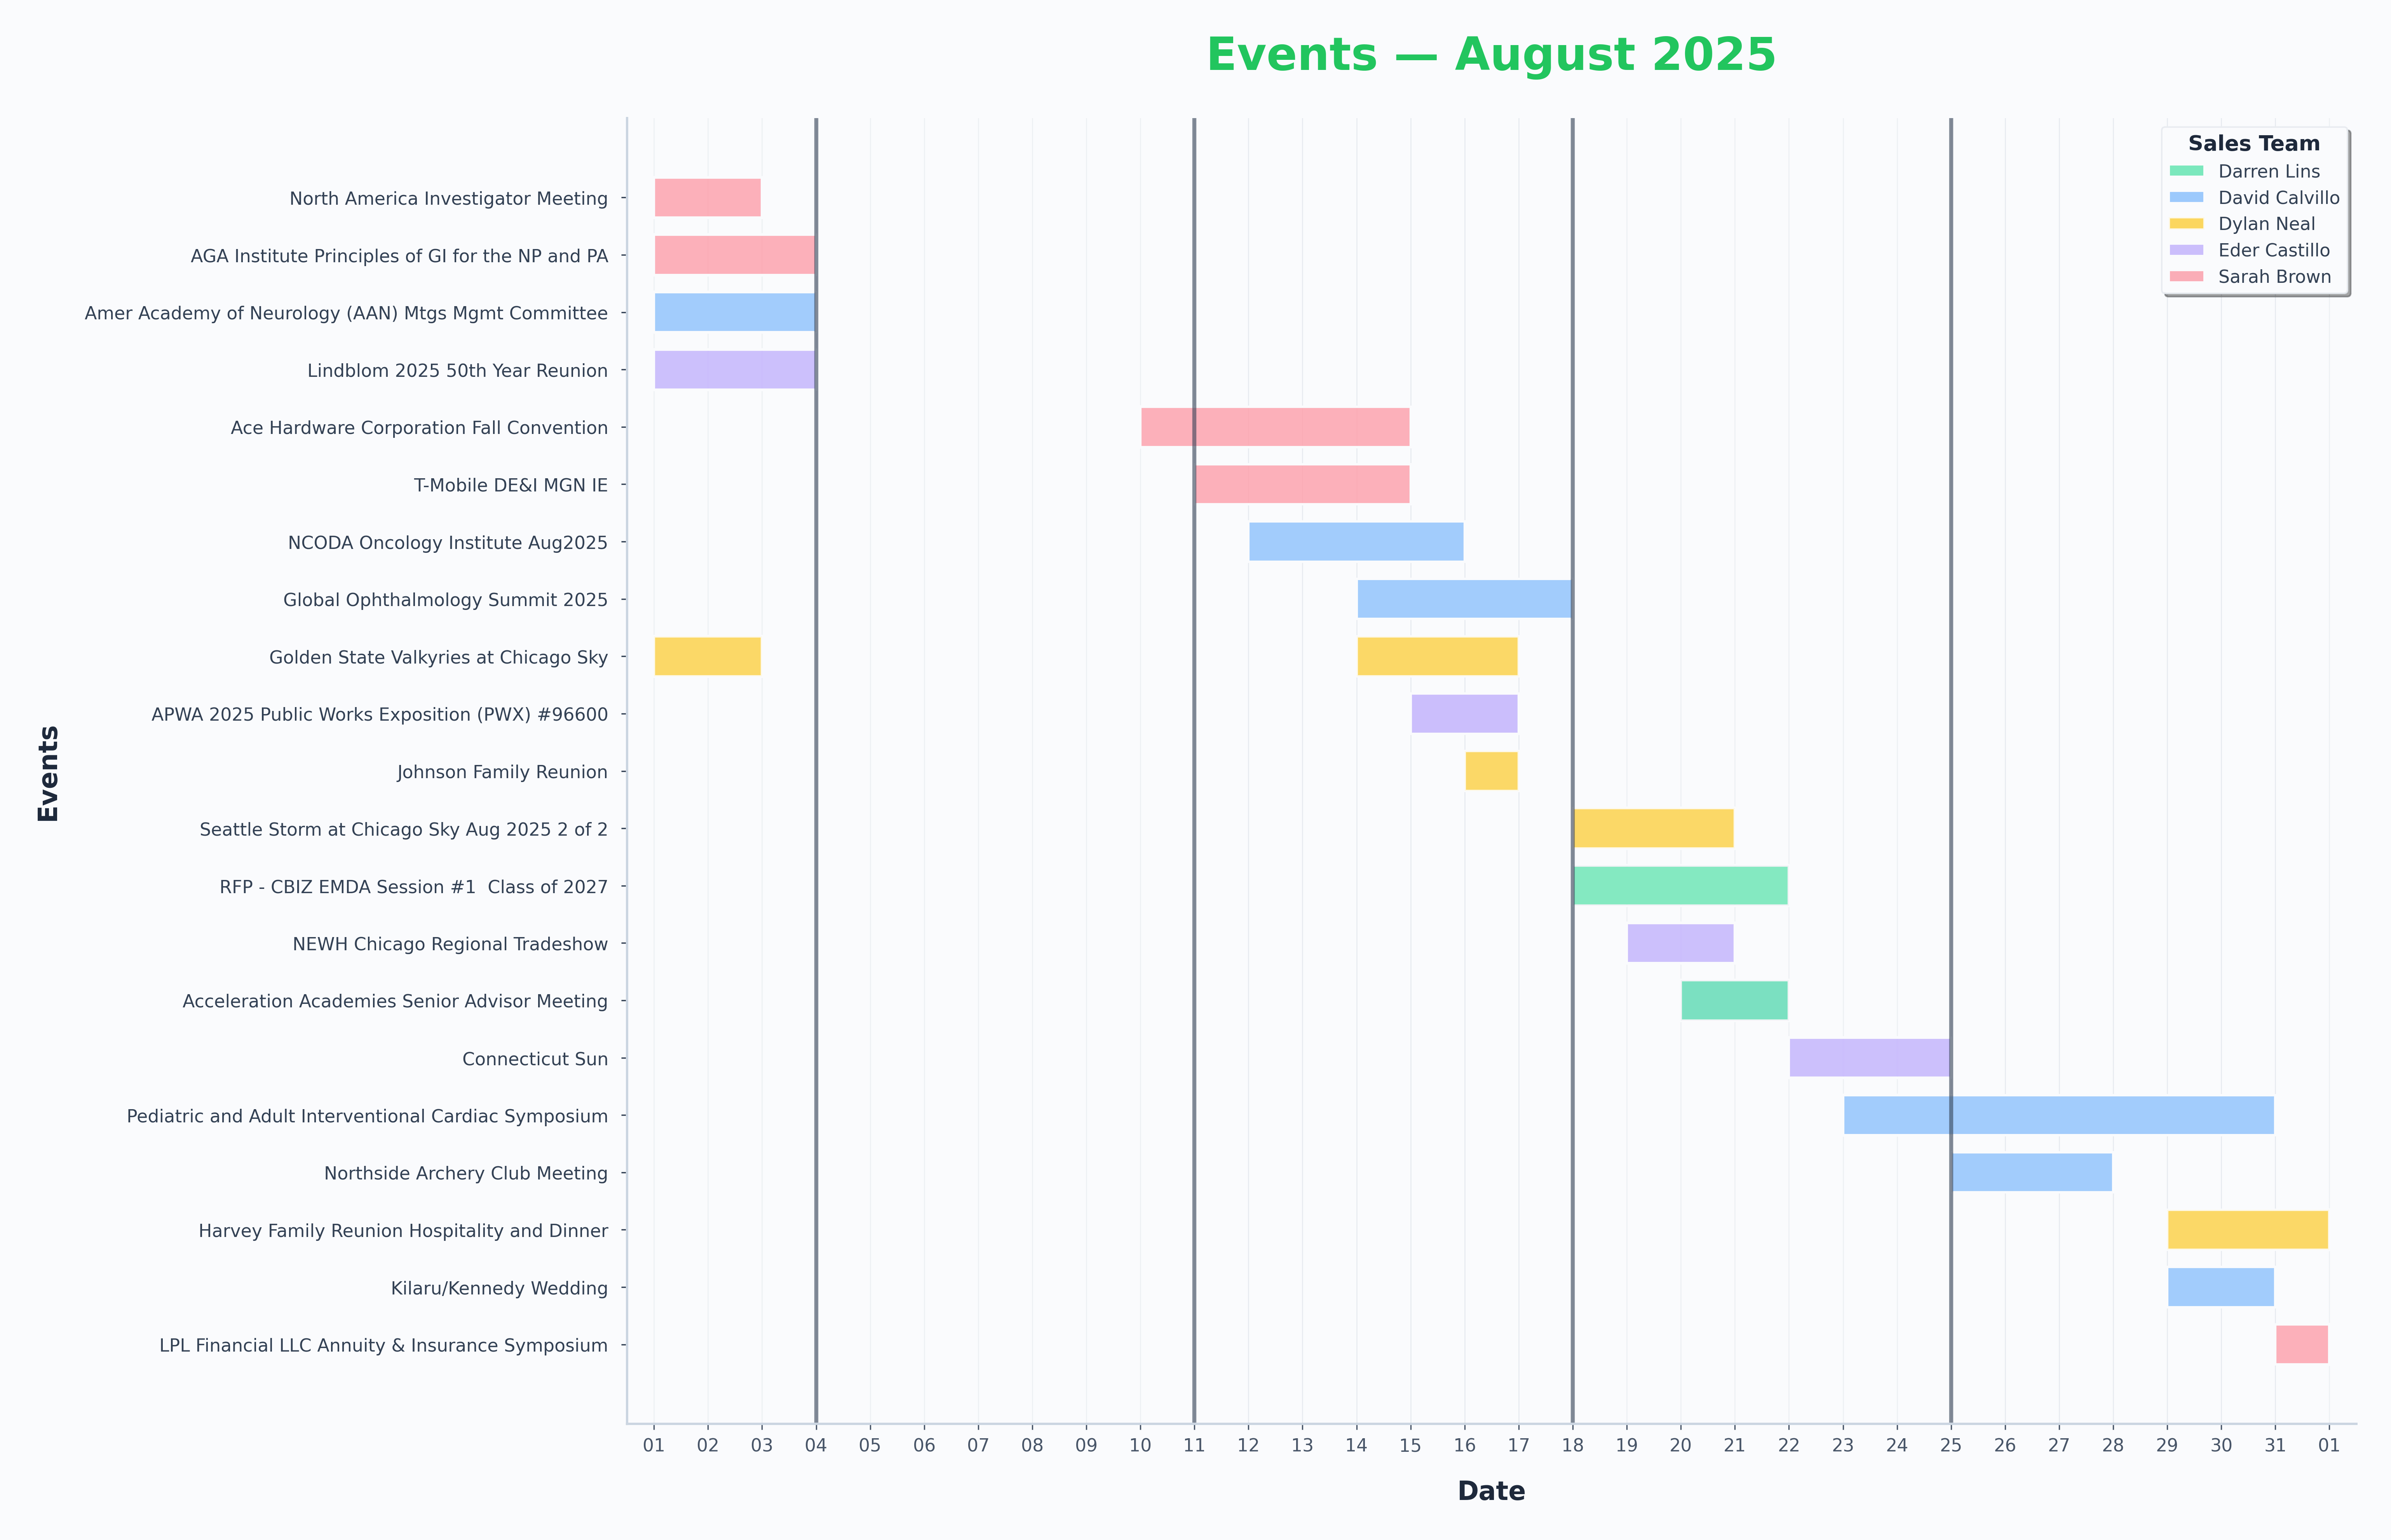 Events — August 2025
Sales Team
Darren Lins
David Calvillo
Dylan Neal
Eder Castillo
Sarah Brown
Events
North America Investigator Meeting
AGA Institute Principles of GI for the NP and PA
Amer Academy of Neurology (AAN) Mtgs Mgmt Committee
Lindblom 2025 50th Year Reunion
Ace Hardware Corporation Fall Convention
T-Mobile DE&I MGN IE
NCODA Oncology Institute Aug2025
Global Ophthalmology Summit 2025
Golden State Valkyries at Chicago Sky
APWA 2025 Public Works Exposition (PWX) #96600
Johnson Family Reunion
Seattle Storm at Chicago Sky Aug 2025 2 of 2
RFP - CBIZ EMDA Session #1  Class of 2027
NEWH Chicago Regional Tradeshow
Acceleration Academies Senior Advisor Meeting
Connecticut Sun
Pediatric and Adult Interventional Cardiac Symposium
Northside Archery Club Meeting
Harvey Family Reunion Hospitality and Dinner
Kilaru/Kennedy Wedding
LPL Financial LLC Annuity & Insurance Symposium
01 02 03 04 05 06 07 08 09 10 11 12 13 14 15 16 17 18 19 20 21 22 23 24 25 26 27 28 29 30 31 01
Date